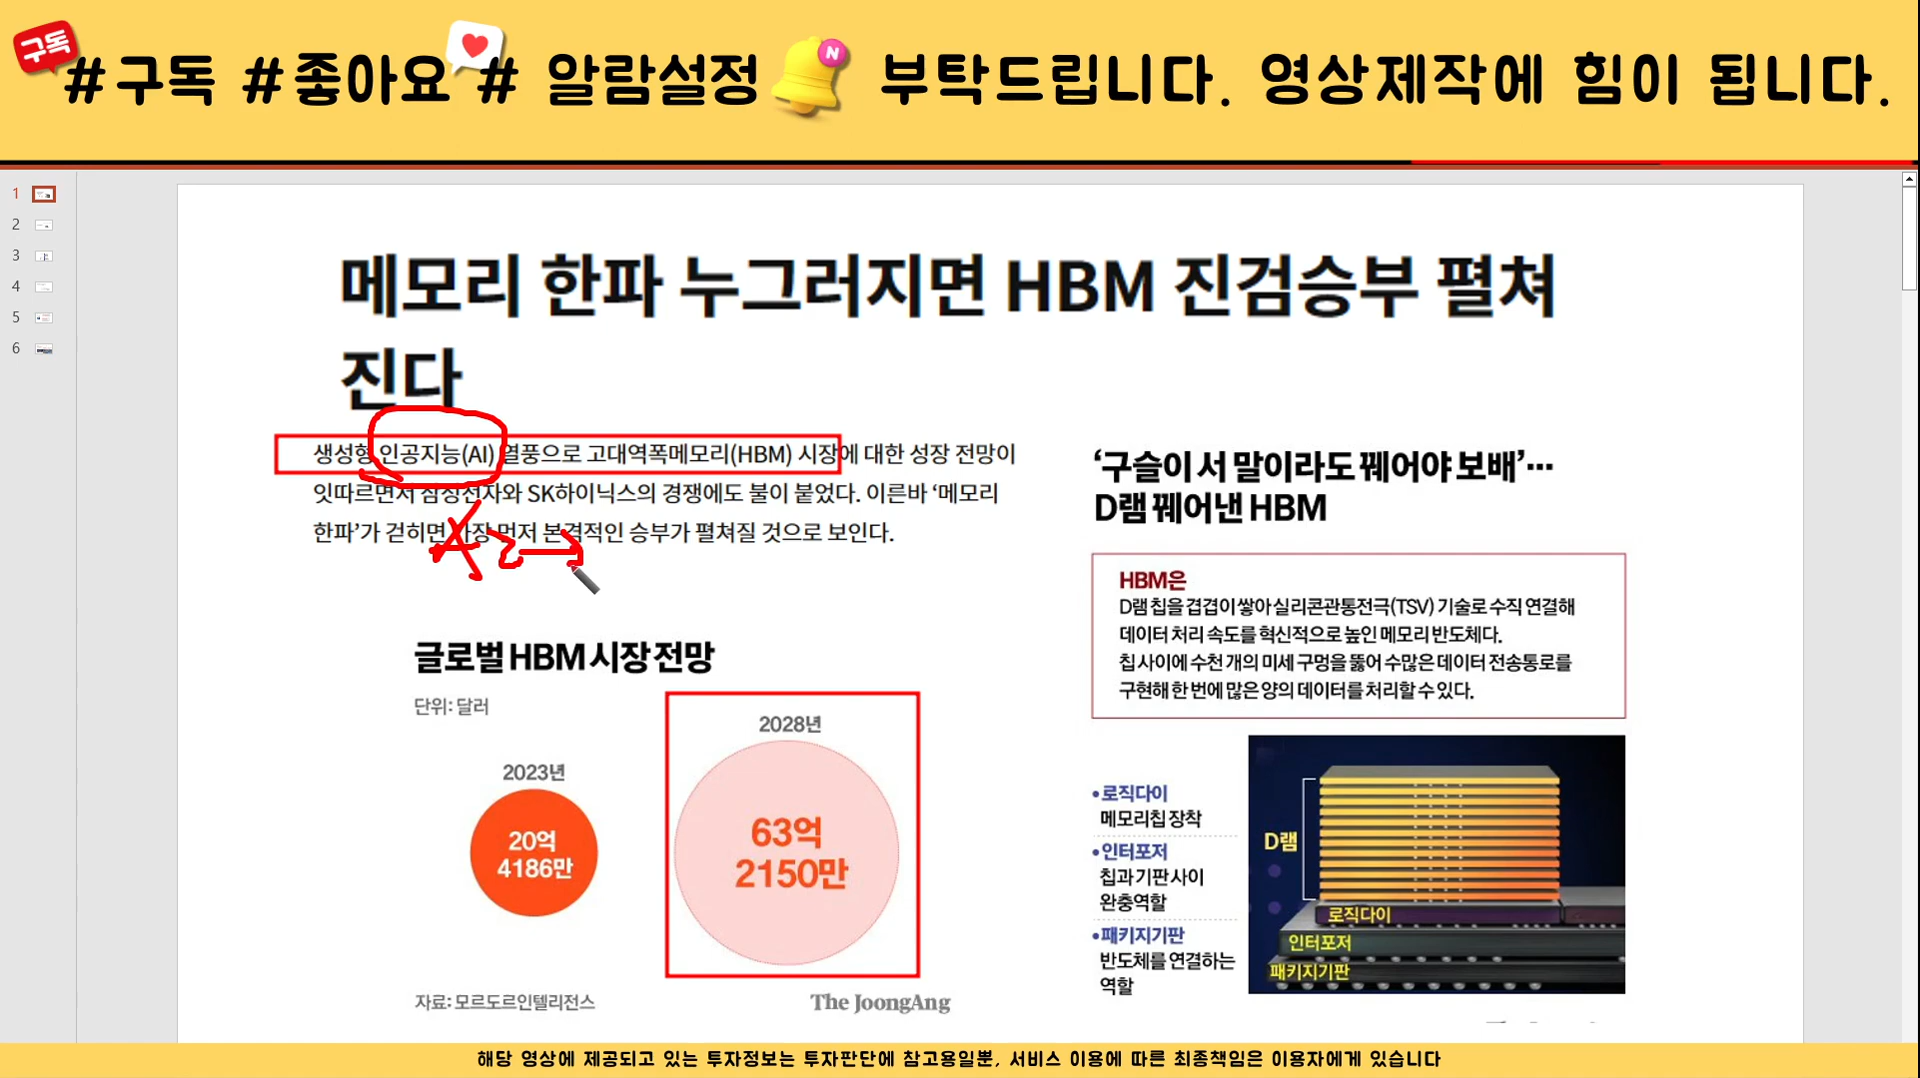 구독
#구독 #좋아요 # 알람설정 N 부탁드립니다. 영상제작에 힘이 됩니다.
1
2
3
4
5
6
메모리 한파 누그러지면 HBM 진검승부 펼쳐
진다
생성형 인공지능(AI) 열풍으로 고대역폭메모리(HBM) 시장에 대한 성장 전망이
잇따르면서 삼성전자와 SK하이닉스의 경쟁에도 불이 붙었다. 이른바 ‘메모리
한파’가 걷히면 가장 먼저 본격적인 승부가 펼쳐질 것으로 보인다.
글로벌 HBM 시장 전망
단위: 달러
2023년
20억
4186만
2028년
63억
2150만
자료: 모르도르인텔리전스
The JoongAng
‘구슬이 서 말이라도 꿰어야 보배’…
D램 꿰어낸 HBM
HBM은
D램 칩을 겹겹이 쌓아 실리콘관통전극(TSV) 기술로 수직 연결해
데이터 처리 속도를 혁신적으로 높인 메모리 반도체다.
칩 사이에 수천 개의 미세 구멍을 뚫어 수많은 데이터 전송통로를
구현해 한 번에 많은 양의 데이터를 처리할 수 있다.
•로직다이
메모리칩 장착
•인터포저
칩과 기판 사이
완충역할
•패키지기판
반도체를 연결하는
역할
D램
로직다이
인터포저
패키지기판
해당 영상에 제공되고 있는 투자정보는 투자판단에 참고용일뿐, 서비스 이용에 따른 최종책임은 이용자에게 있습니다